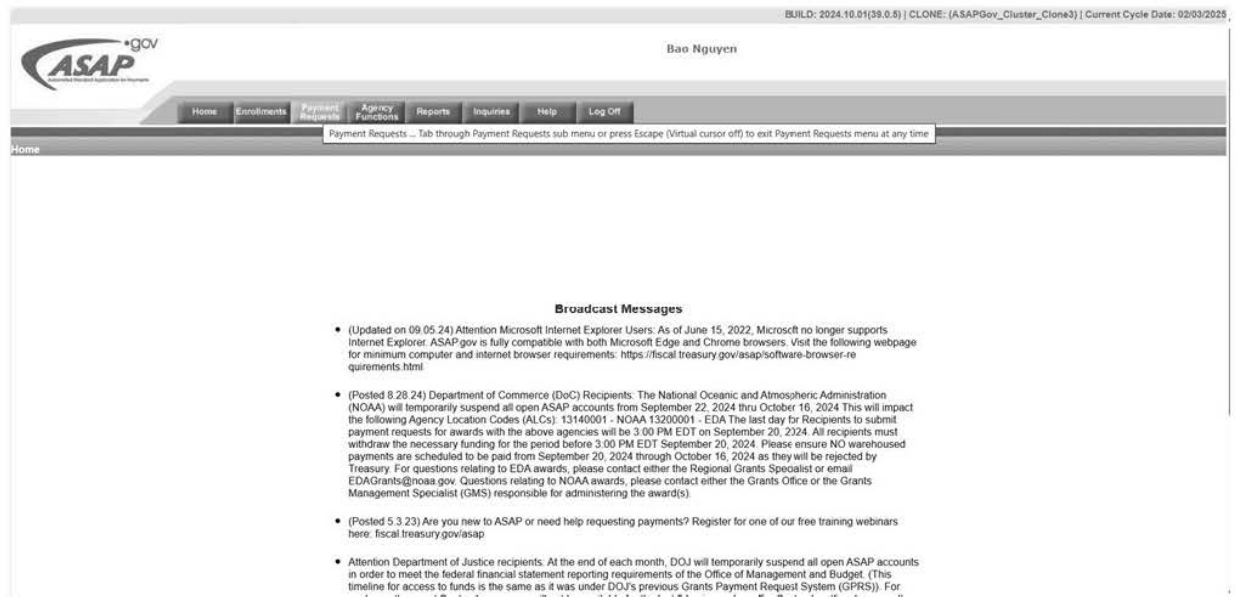 BUILD: 2024.10.01(39.0.5) | CLONE: (ASAPGov_Cluster_Clone3) | Current Cycle Date: 02/03/2025
ASAP.gov
Automated Standard Application for Payments
Bao Nguyen
Home Enrollments Payment Requests Agency Functions Reports Inquiries Help Log Off
Payment Requests ... Tab through Payment Requests sub menu or press Escape (Virtual cursor off) to exit Payment Requests menu at any time
Home
Broadcast Messages
• (Updated on 09.05.24) Attention Microsoft Internet Explorer Users: As of June 15, 2022, Microsoft no longer supports
Internet Explorer. ASAP.gov is fully compatible with both Microsoft Edge and Chrome browsers. Visit the following webpage
for minimum computer and internet browser requirements: https://fiscal.treasury.gov/asap/software-browser-re
quirements.html
• (Posted 8.28.24) Department of Commerce (DoC) Recipients: The National Oceanic and Atmospheric Administration
(NOAA) will temporarily suspend all open ASAP accounts from September 22, 2024 thru October 16, 2024 This will impact
the following Agency Location Codes (ALCs): 13140001 - NOAA 13200001 - EDA The last day for Recipients to submit
payment requests for awards with the above agencies will be 3:00 PM EDT on September 20, 2024. All recipients must
withdraw the necessary funding for the period before 3:00 PM EDT September 20, 2024. Please ensure NO warehoused
payments are scheduled to be paid from September 20, 2024 through October 16, 2024 as they will be rejected by
Treasury. For questions relating to EDA awards, please contact either the Regional Grants Specialist or email
EDAGrants@noaa.gov. Questions relating to NOAA awards, please contact either the Grants Office or the Grants
Management Specialist (GMS) responsible for administering the award(s).
• (Posted 5.3.23) Are you new to ASAP or need help requesting payments? Register for one of our free training webinars
here: fiscal.treasury.gov/asap
• Attention Department of Justice recipients: At the end of each month, DOJ will temporarily suspend all open ASAP accounts
in order to meet the federal financial statement reporting requirements of the Office of Management and Budget. (This
timeline for access to funds is the same as it was under DOJ's previous Grants Payment Request System (GPRS)). For